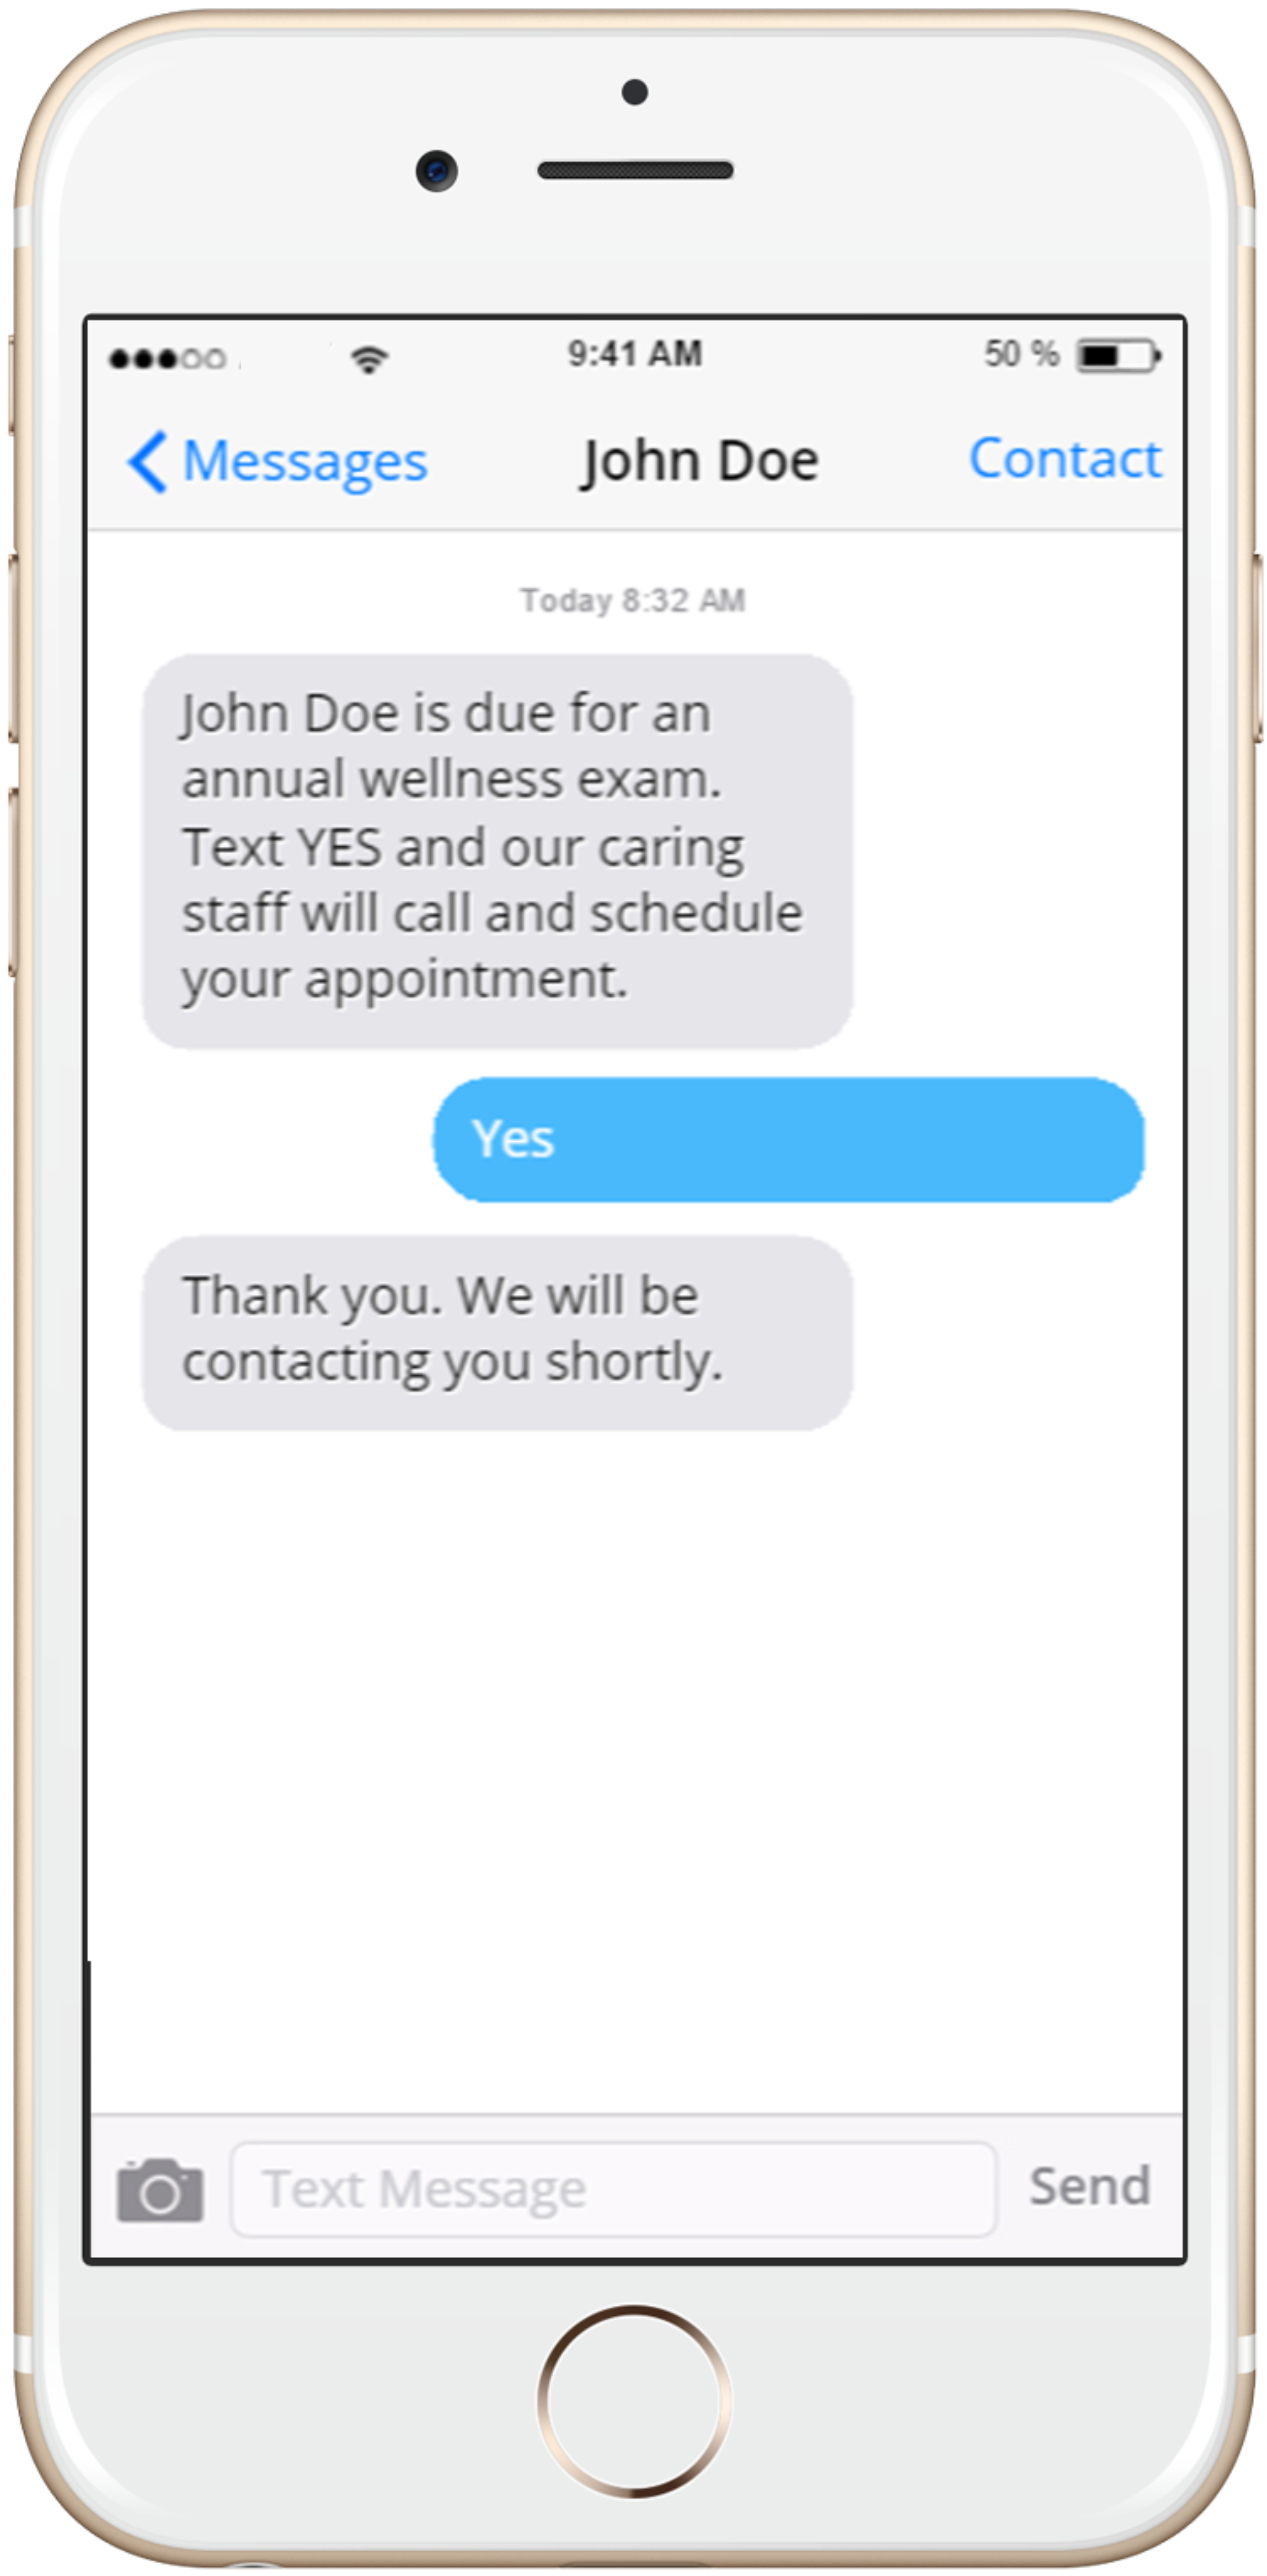 9:41 AM
50 %
Messages
John Doe
Contact
Today 8:32 AM
John Doe is due for an
annual wellness exam.
Text YES and our caring
staff will call and schedule
your appointment.
Yes
Thank you. We will be
contacting you shortly.
Text Message
Send